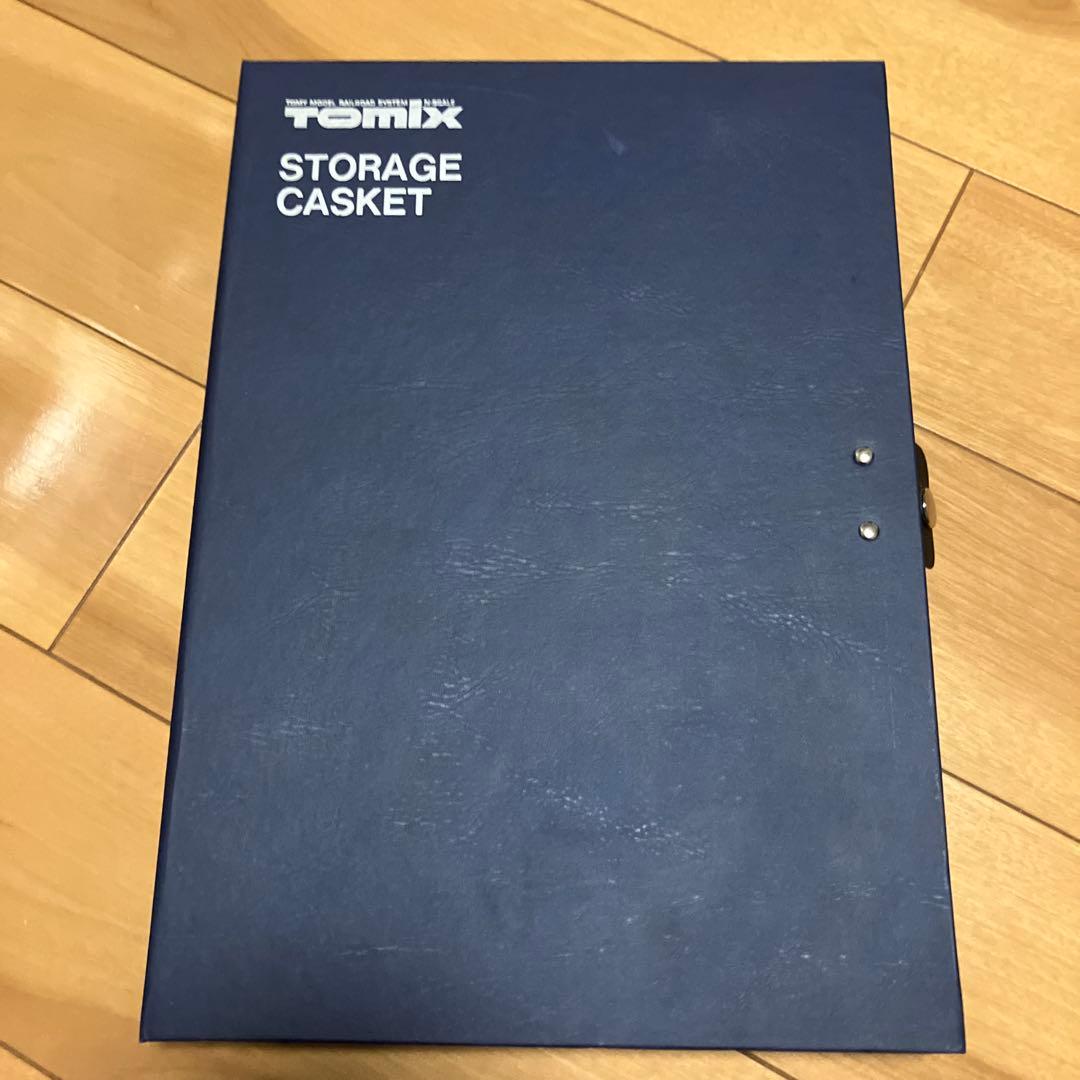 TOMY MODEL RAILROAD SYSTEM N-SCALE
TOMIX
STORAGE
CASKET